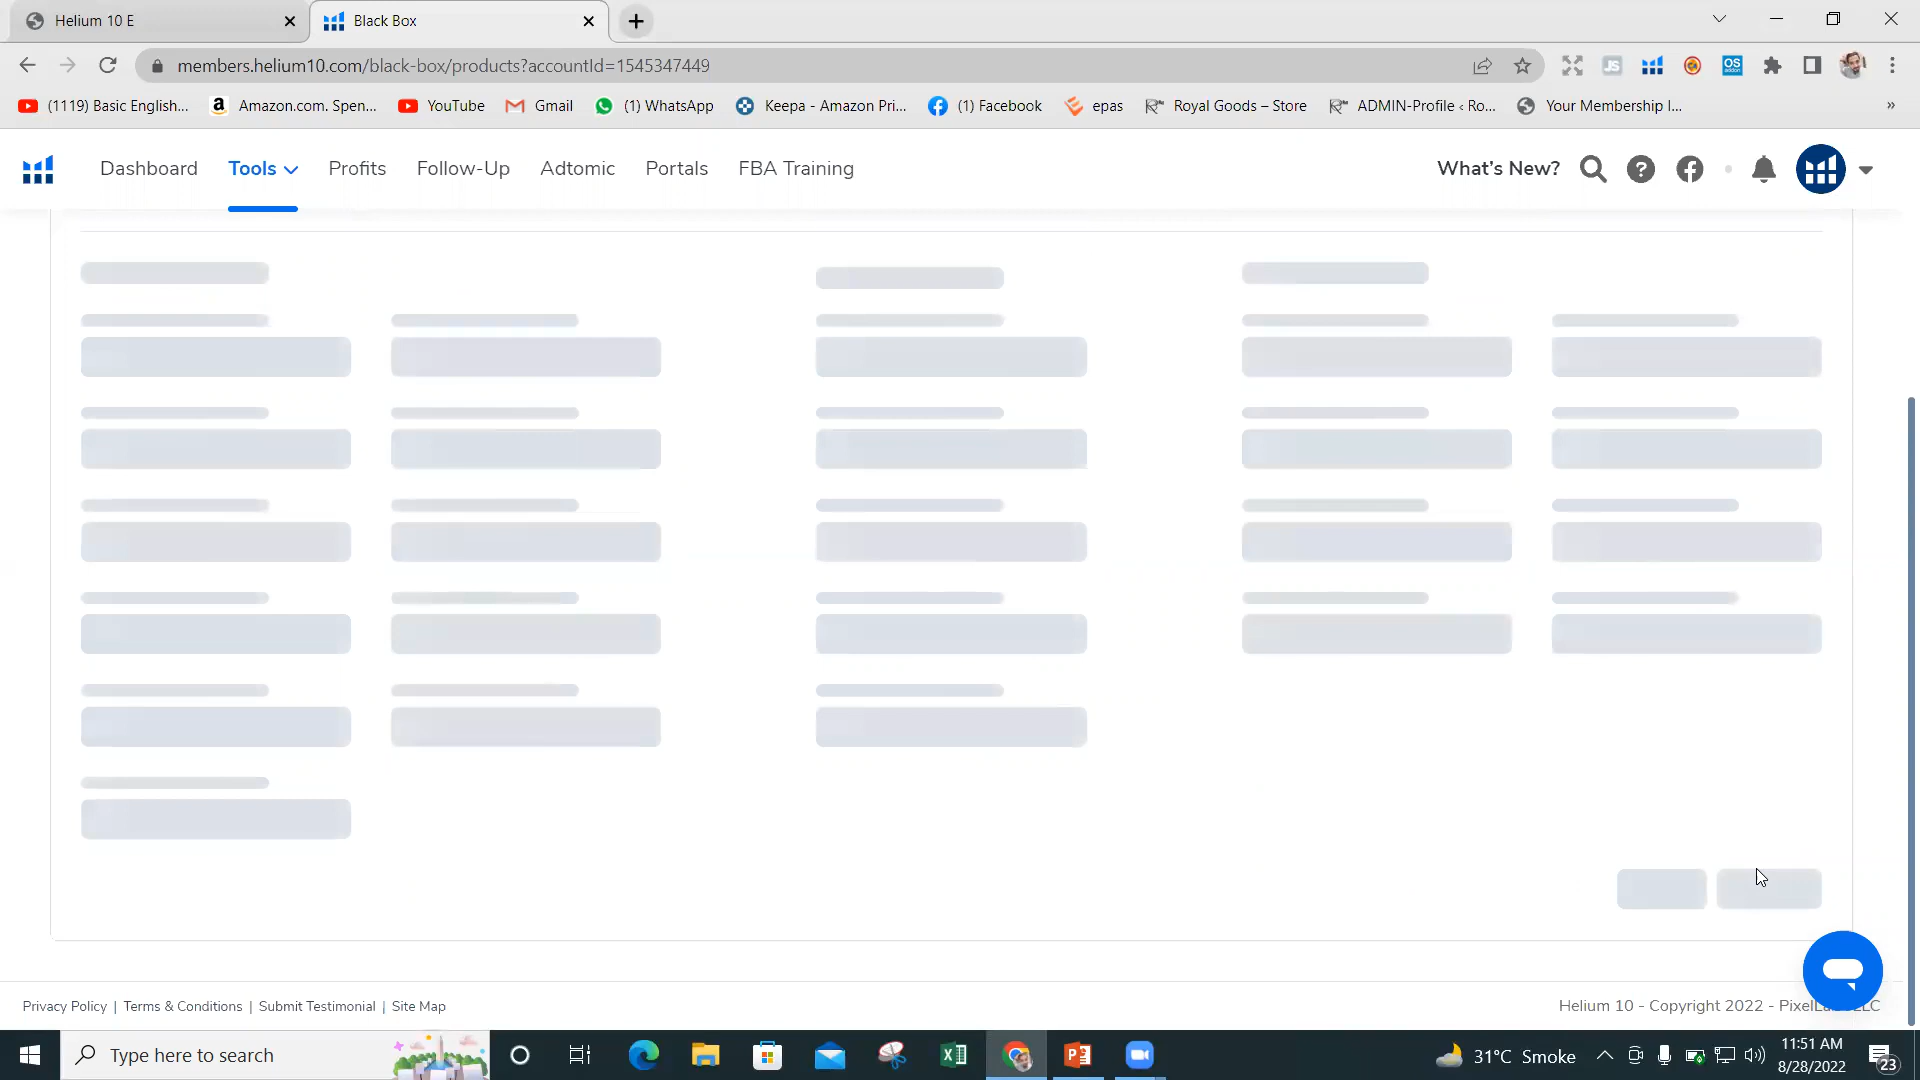 Helium 10 E
Black Box
members.helium10.com/black-box/products?accountId=1545347449
(1119) Basic English...
Amazon.com. Spen...
YouTube
Gmail
(1) WhatsApp
Keepa - Amazon Pri...
(1) Facebook
epas
Royal Goods – Store
ADMIN-Profile ‹ Ro...
Your Membership I...
»
JS
OS
Dashboard
Tools
Profits
Follow-Up
Adtomic
Portals
FBA Training
What's New?
Privacy Policy | Terms & Conditions | Submit Testimonial | Site Map
Helium 10 - Copyright 2022 -
Type here to search
31°C Smoke
11:51 AM
8/28/2022
23